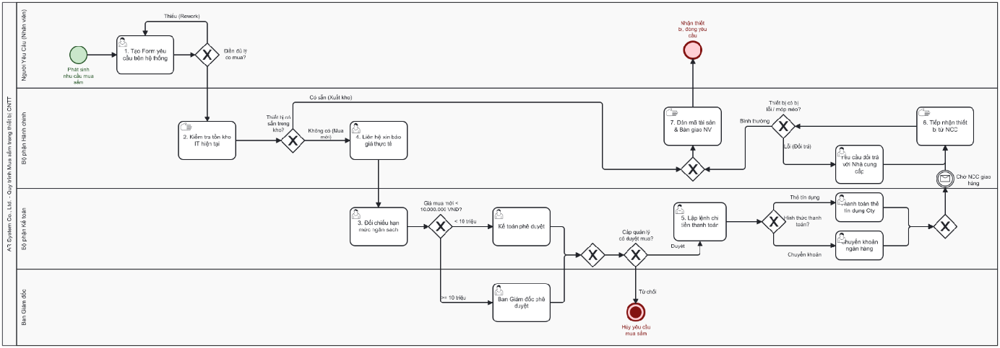 AR System Co., Ltd. - Quy trình Mua sắm trang thiết bị CNTT
Người Yêu Cầu (Nhân viên)
Phát sinh
nhu cầu mua
sắm
1. Tạo Form yêu
cầu trên hệ thống
Thiếu (Rework)
Điền đủ lý
do mua?
Nhận thiết
bị, đóng yêu
cầu
Bộ phận Hành chính
2. Kiểm tra tồn kho
IT hiện tại
Thiết bị có
sẵn trong
kho?
Có sẵn (Xuất kho)
Không có (Mua
mới)
4. Liên hệ xin báo
giá thực tế
7. Dán mã tài sản
& Bàn giao NV
Bình thường
Thiết bị có bị
lỗi / móp méo?
Lỗi (Đổi trả)
Yêu cầu đổi trả
với Nhà cung
cấp
6. Tiếp nhận thiết
bị từ NCC
Chờ NCC giao
hàng
Bộ phận Kế toán
3. Đối chiếu hạn
mức ngân sách
Giá mua mới <
10.000.000 VNĐ?
< 10 triệu
Kế toán phê duyệt
Cấp quản lý
có duyệt mua?
Duyệt
5. Lập lệnh chi
tiền thanh toán
Thẻ tín dụng
Hình thức thanh
toán?
Chuyển khoản
Thanh toán thẻ
tín dụng Cty
Chuyển khoản
ngân hàng
Ban Giám đốc
>= 10 triệu
Ban Giám đốc phê
duyệt
Từ chối
Hủy yêu cầu
mua sắm